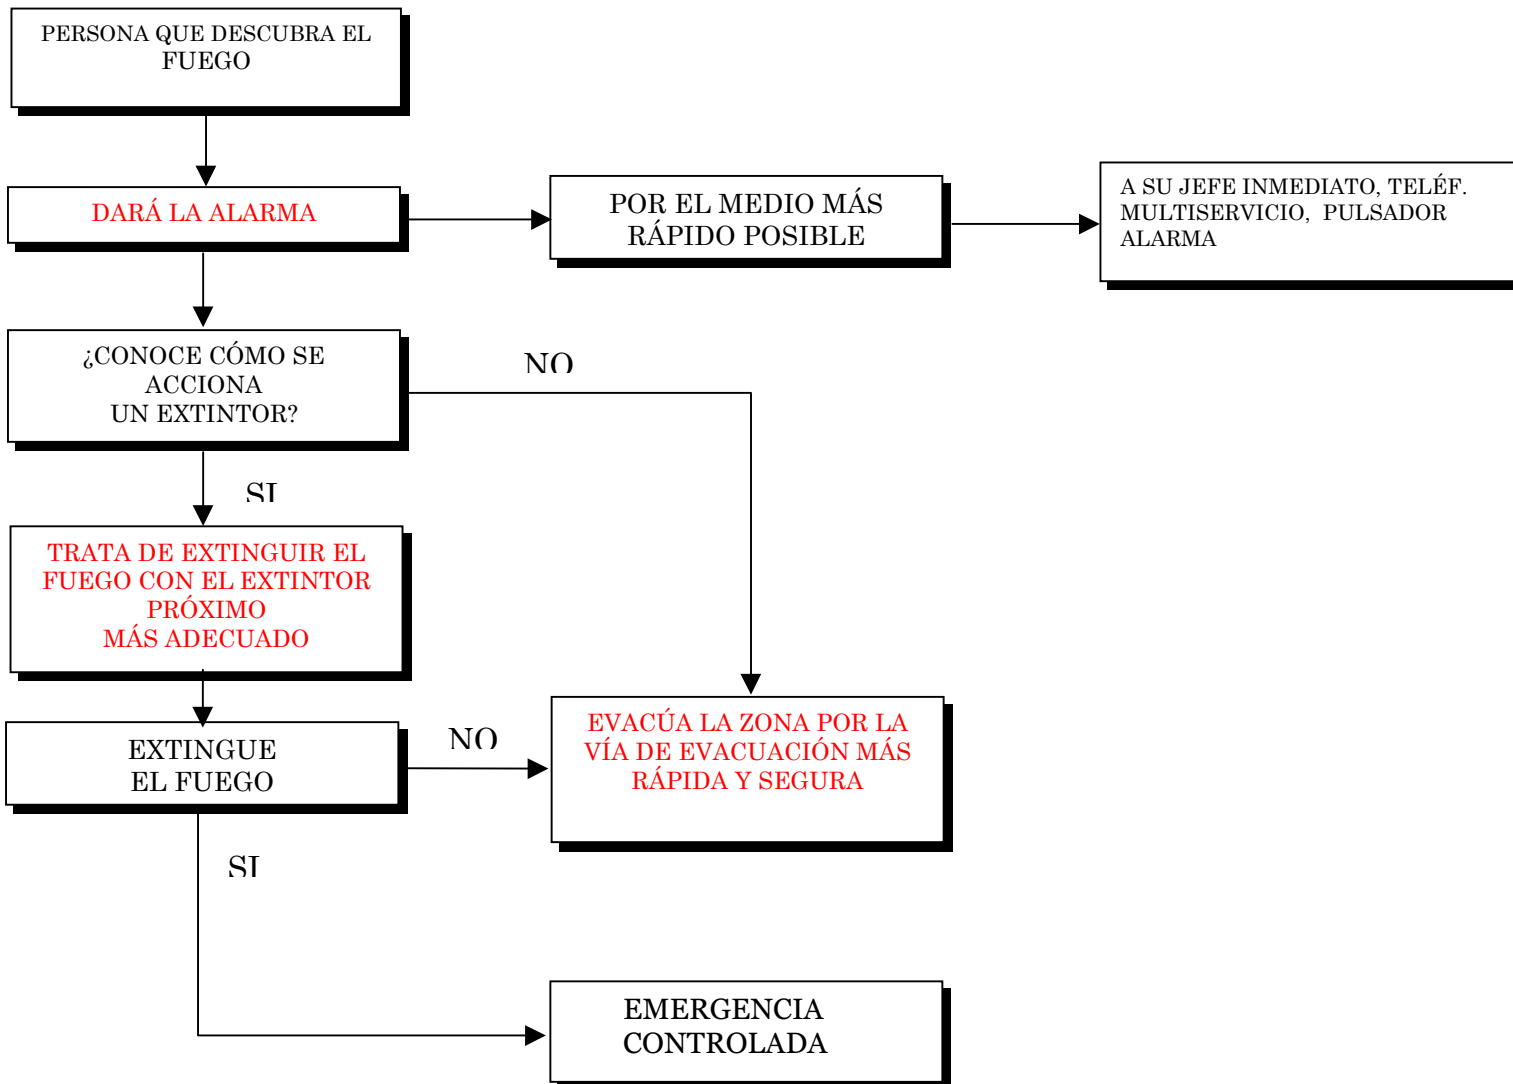 PERSONA QUE DESCUBRA EL
FUEGO
DARÁ LA ALARMA
POR EL MEDIO MÁS
RÁPIDO POSIBLE
A SU JEFE INMEDIATO, TELÉF.
MULTISERVICIO, PULSADOR
ALARMA
¿CONOCE CÓMO SE
ACCIONA
UN EXTINTOR?
NO
SI
TRATA DE EXTINGUIR EL
FUEGO CON EL EXTINTOR
PRÓXIMO
MÁS ADECUADO
EXTINGUE
EL FUEGO
NO
EVACÚA LA ZONA POR LA
VÍA DE EVACUACIÓN MÁS
RÁPIDA Y SEGURA
SI
EMERGENCIA
CONTROLADA